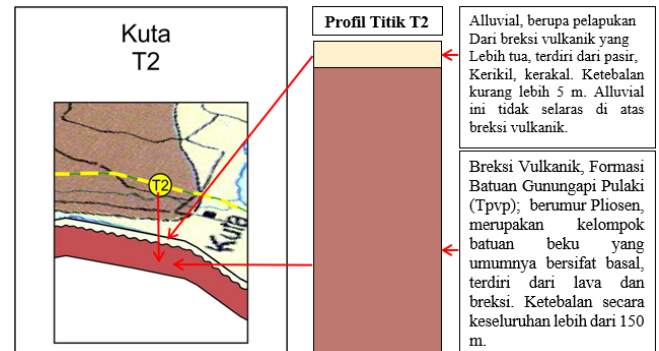 Kuta
T2
T2
Kuta
Profil Titik T2
Alluvial, berupa pelapukan
Dari breksi vulkanik yang
Lebih tua, terdiri dari pasir,
Kerikil, kerakal. Ketebalan
kurang lebih 5 m. Alluvial
ini tidak selaras di atas
breksi vulkanik.
Breksi Vulkanik, Formasi
Batuan Gunungapi Pulaki
(Tpvp); berumur Pliosen,
merupakan kelompok
batuan beku yang
umumnya bersifat basal,
terdiri dari lava dan
breksi. Ketebalan secara
keseluruhan lebih dari 150
m.